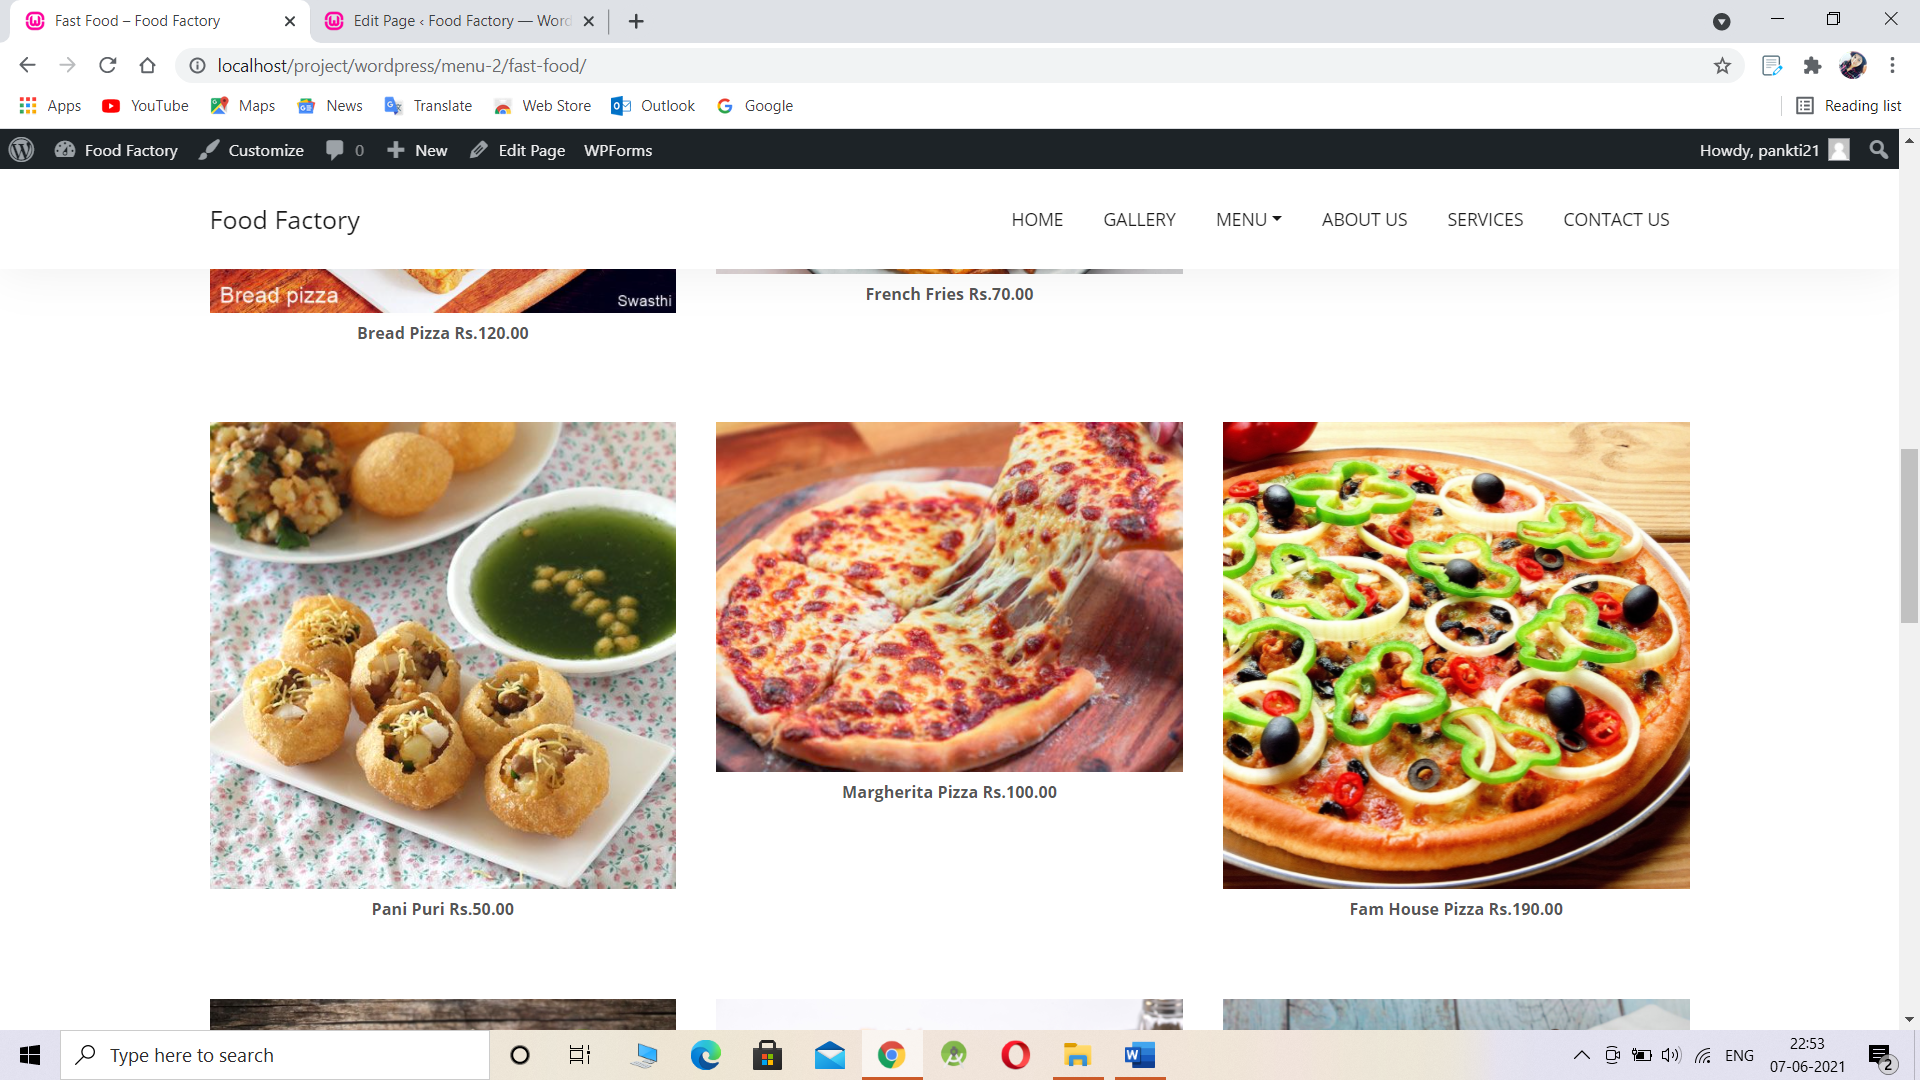 Fast Food – Food Factory
Edit Page ‹ Food Factory — Word
localhost/project/wordpress/menu-2/fast-food/
Apps YouTube Maps News Translate Web Store Outlook Google Reading list
Food Factory Customize 0 New Edit Page WPForms Howdy, pankti21
Food Factory HOME GALLERY MENU ABOUT US SERVICES CONTACT US
Bread pizza Swasthi
French Fries Rs.70.00
Bread Pizza Rs.120.00
Margherita Pizza Rs.100.00
Pani Puri Rs.50.00
Fam House Pizza Rs.190.00
Type here to search
ENG
22:53
07-06-2021
2